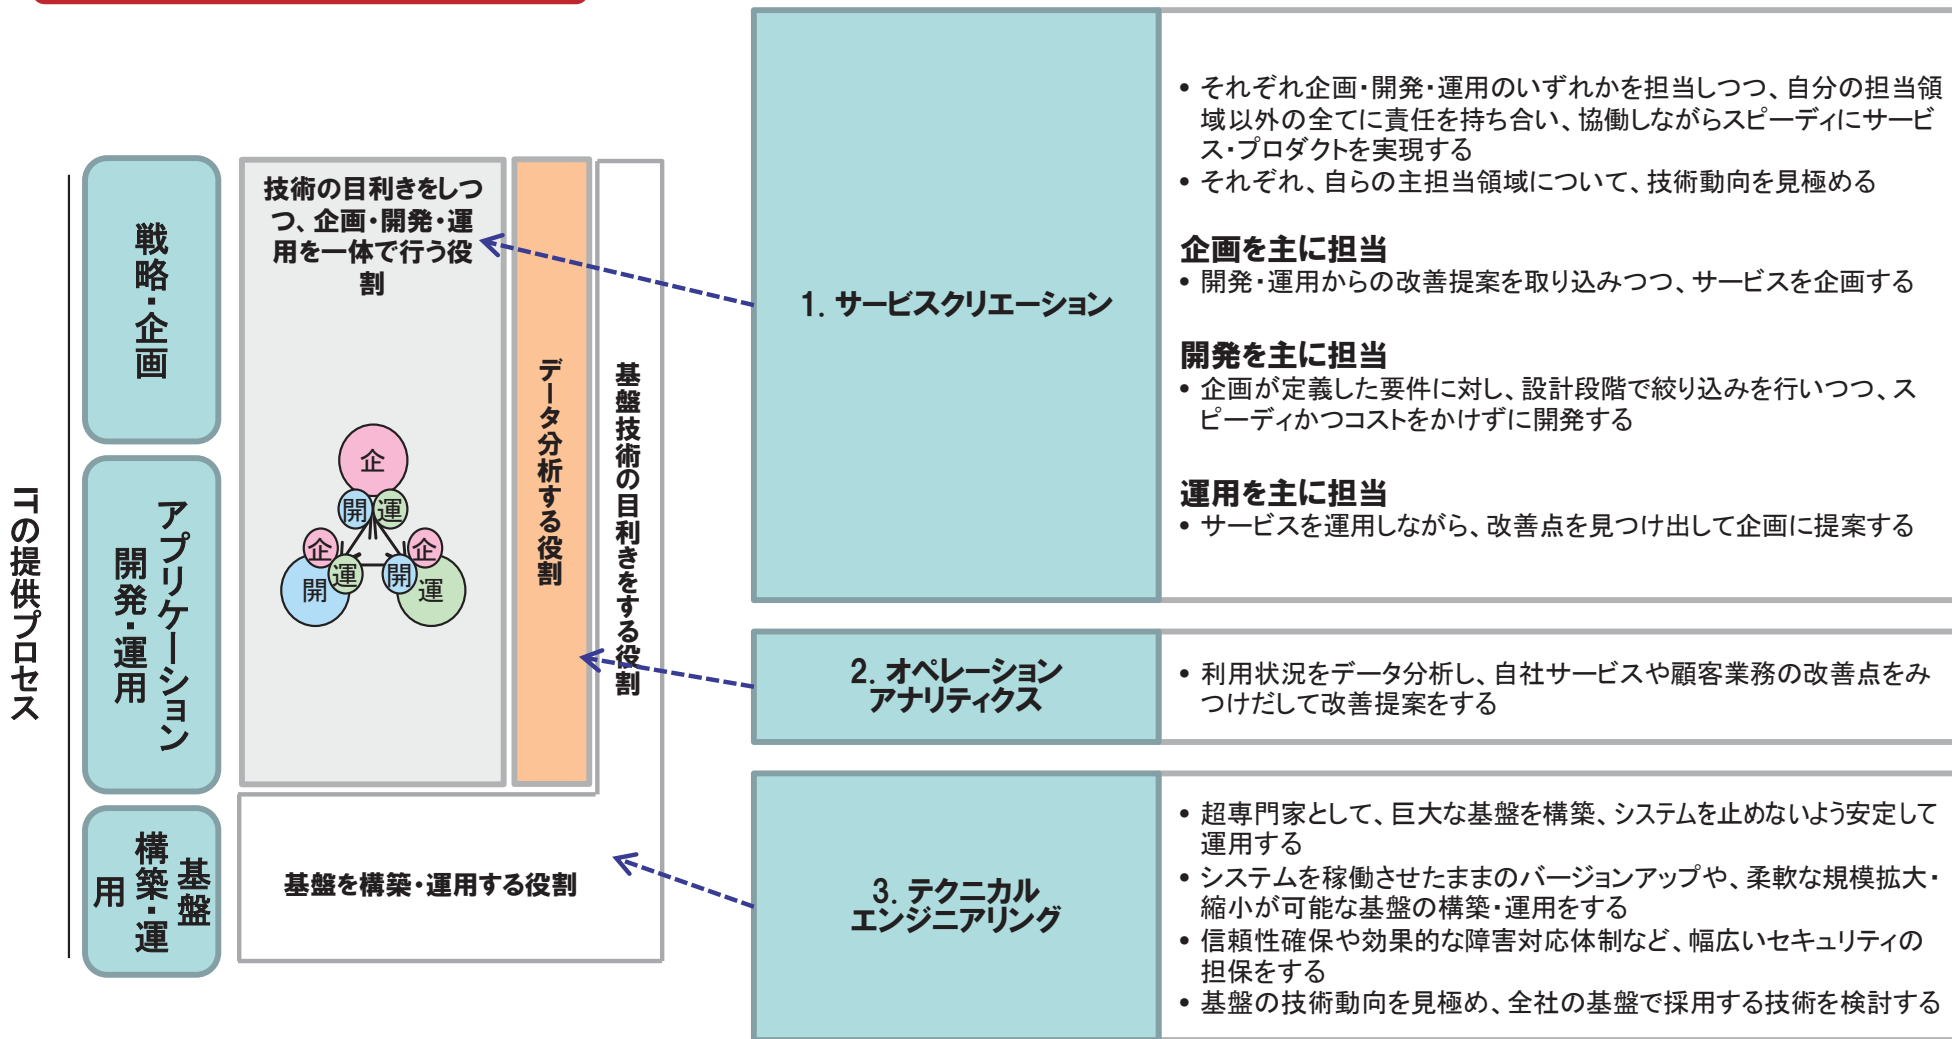 ITの提供プロセス
戦略・企画
アプリケーション
開発・運用
基盤
構築・運
用
技術の目利きをしつ
つ、企画・開発・運
用を一体で行う役
割
企
開
運
企
運
開
企
開
運
データ分析する役割
基盤技術の目利きをする役割
基盤を構築・運用する役割
1. サービスクリエーション
• それぞれ企画・開発・運用のいずれかを担当しつつ、自分の担当領
域以外の全てに責任を持ち合い、協働しながらスピーディにサービ
ス・プロダクトを実現する
• それぞれ、自らの主担当領域について、技術動向を見極める
企画を主に担当
• 開発・運用からの改善提案を取り込みつつ、サービスを企画する
開発を主に担当
• 企画が定義した要件に対し、設計段階で絞り込みを行いつつ、ス
ピーディかつコストをかけずに開発する
運用を主に担当
• サービスを運用しながら、改善点を見つけ出して企画に提案する
2. オペレーション
アナリティクス
• 利用状況をデータ分析し、自社サービスや顧客業務の改善点をみ
つけだして改善提案をする
3. テクニカル
エンジニアリング
• 超専門家として、巨大な基盤を構築、システムを止めないよう安定して
運用する
• システムを稼働させたままのバージョンアップや、柔軟な規模拡大・
縮小が可能な基盤の構築・運用をする
• 信頼性確保や効果的な障害対応体制など、幅広いセキュリティの
担保をする
• 基盤の技術動向を見極め、全社の基盤で採用する技術を検討する